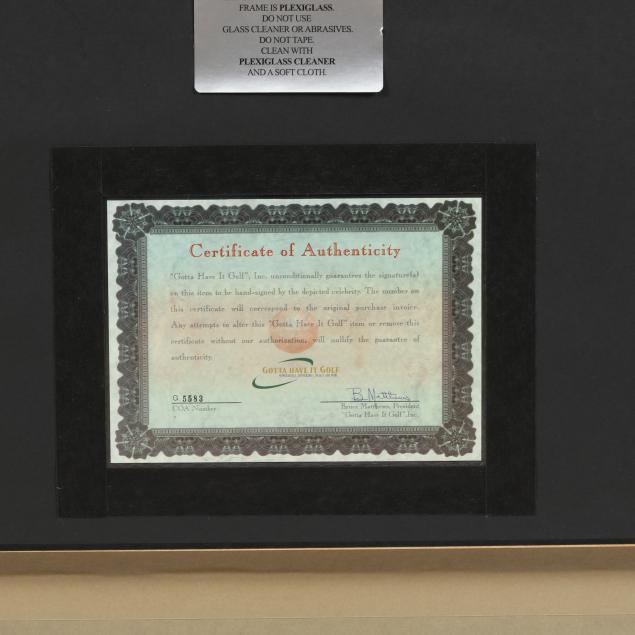 FRAME IS PLEXIGLASS.
DO NOT USE
GLASS CLEANER OR ABRASIVES.
DO NOT TAPE.
CLEAN WITH
PLEXIGLASS CLEANER
AND A SOFT CLOTH.
Certificate of Authenticity
"Gotta Have It Golf", Inc. unconditionally guarantees the signature(s)
on this item to be hand-signed by the depicted celebrity. The number on
this certificate will correspond to the original purchase invoice.
Any attempts to alter this "Gotta Have It Golf" item or remove this
certificate without our authorization, will nullify the guarantee of
authenticity.
GOTTA HAVE IT GOLF
G 5583
B. Matthews
COA Number
Bruce Matthews, President
"Gotta Have It Golf", Inc.